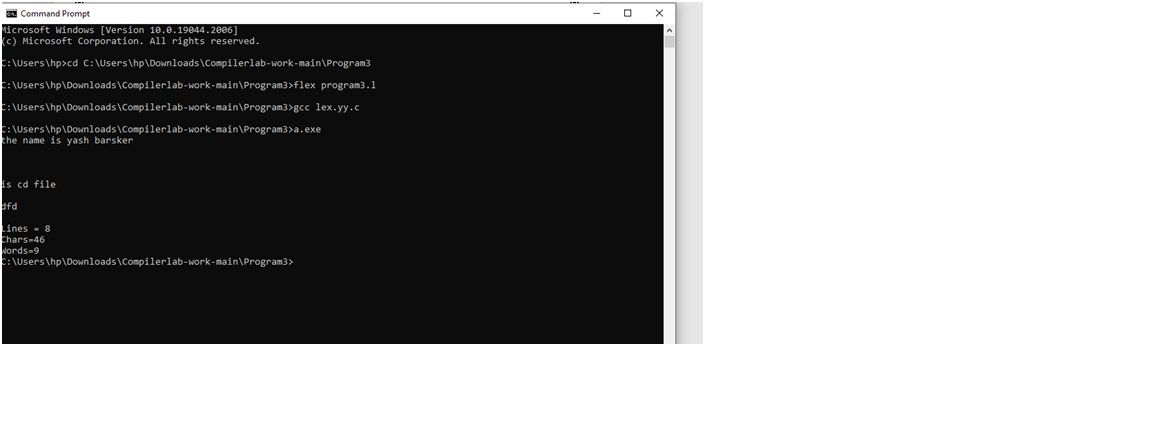 Command Prompt
Microsoft Windows [Version 10.0.19044.2006]
(c) Microsoft Corporation. All rights reserved.
C:\Users\hp>cd C:\Users\hp\Downloads\Compilerlab-work-main\Program3
C:\Users\hp\Downloads\Compilerlab-work-main\Program3>flex program3.l
C:\Users\hp\Downloads\Compilerlab-work-main\Program3>gcc lex.yy.c
C:\Users\hp\Downloads\Compilerlab-work-main\Program3>a.exe
the name is yash barsker
is cd file
dfd
Lines = 8
Chars=46
Words=9
C:\Users\hp\Downloads\Compilerlab-work-main\Program3>